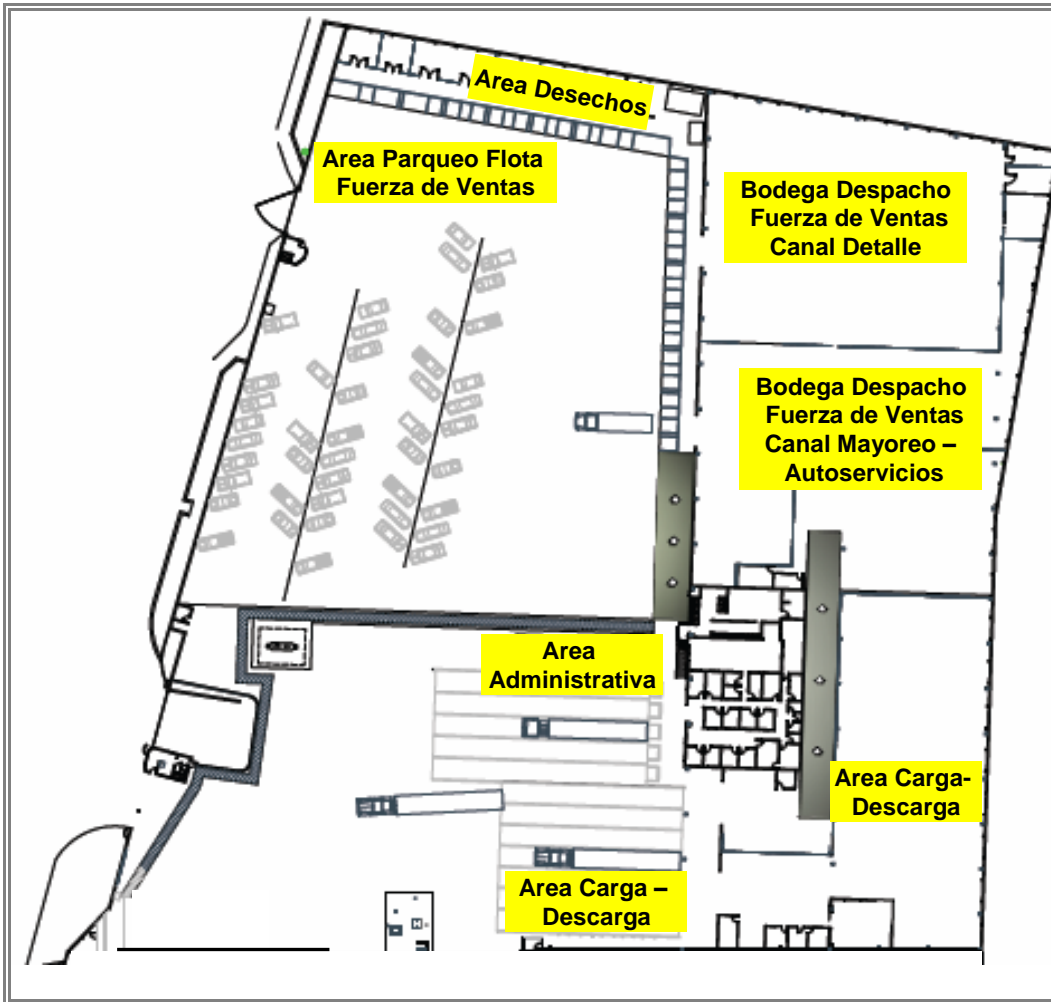 Area Desechos
Area Parqueo Flota
Fuerza de Ventas
Bodega Despacho
Fuerza de Ventas
Canal Detalle
Bodega Despacho
Fuerza de Ventas
Canal Mayoreo –
Autoservicios
Area
Administrativa
Area Carga-
Descarga
Area Carga –
Descarga